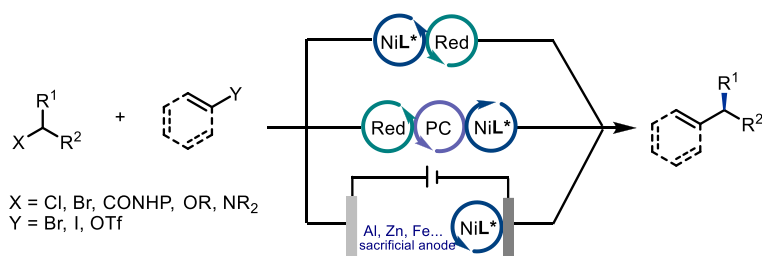 NiL* Red
R¹
X R²
+
Y
Red PC NiL*
R¹
R²
X = Cl, Br, CONHP, OR, NR₂
Y = Br, I, OTf
Al, Zn, Fe...
sacrificial anode
NiL*